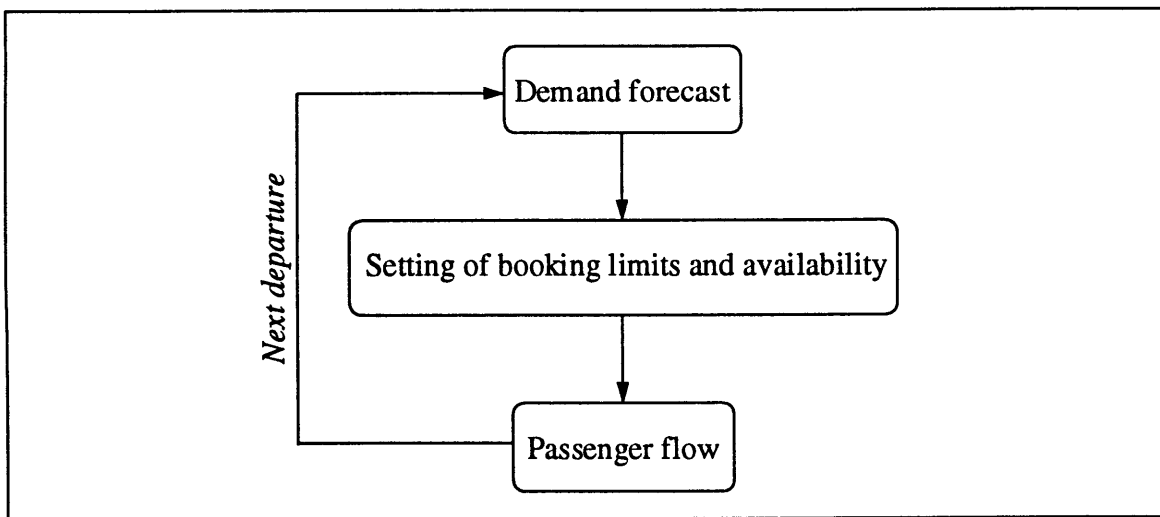 Demand forecast
Next departure
Setting of booking limits and availability
Passenger flow